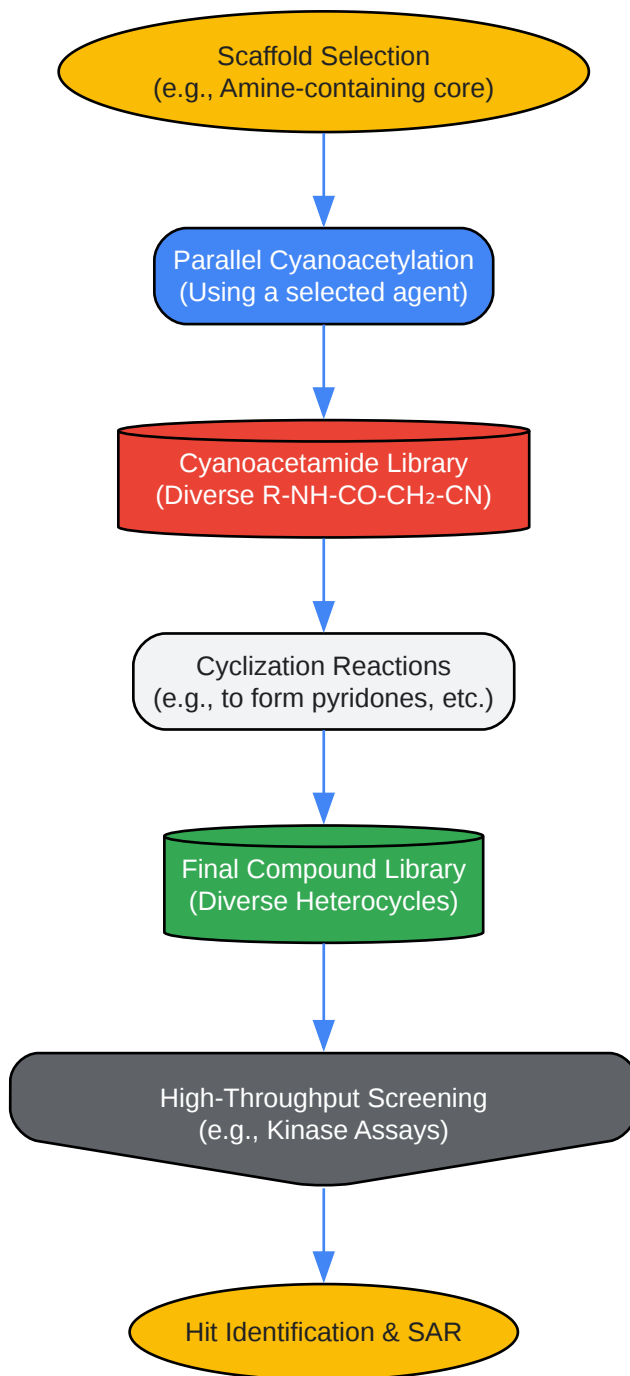 Scaffold Selection
(e.g., Amine-containing core)
Parallel Cyanoacetylation
(Using a selected agent)
Cyanoacetamide Library
(Diverse R-NH-CO-CH₂-CN)
Cyclization Reactions
(e.g., to form pyridones, etc.)
Final Compound Library
(Diverse Heterocycles)
High-Throughput Screening
(e.g., Kinase Assays)
Hit Identification & SAR